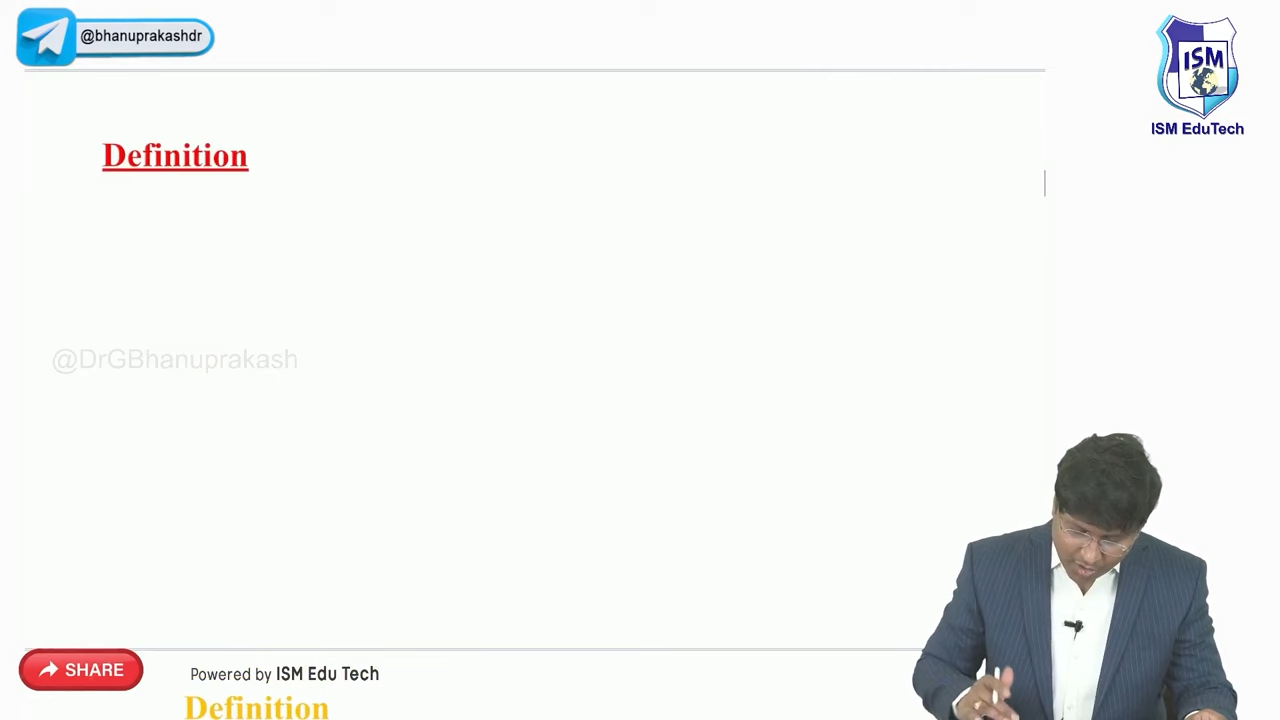 @bhanuprakashdr
ISM
ISM EduTech
Definition
@DrGBhanuprakash
SHARE
Powered by ISM Edu Tech
Definition